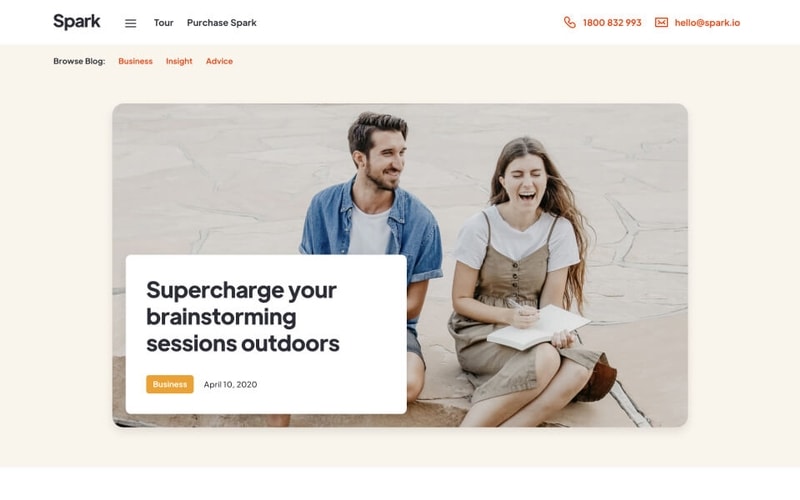 Spark Tour Purchase Spark 1800 832 993 hello@spark.io
Browse Blog: Business Insight Advice
Supercharge your
brainstorming
sessions outdoors
Business April 10, 2020